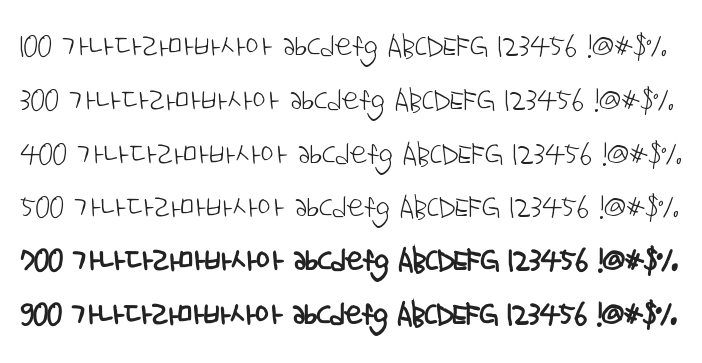 100 가나다라마바사아 abcdefg ABCDEFG 123456 !@#$%
300 가나다라마바사아 abcdefg ABCDEFG 123456 !@#$%
400 가나다라마바사아 abcdefg ABCDEFG 123456 !@#$%
500 가나다라마바사아 abcdefg ABCDEFG 123456 !@#$%
700 가나다라마바사아 abcdefg ABCDEFG 123456 !@#$%
900 가나다라마바사아 abcdefg ABCDEFG 123456 !@#$%